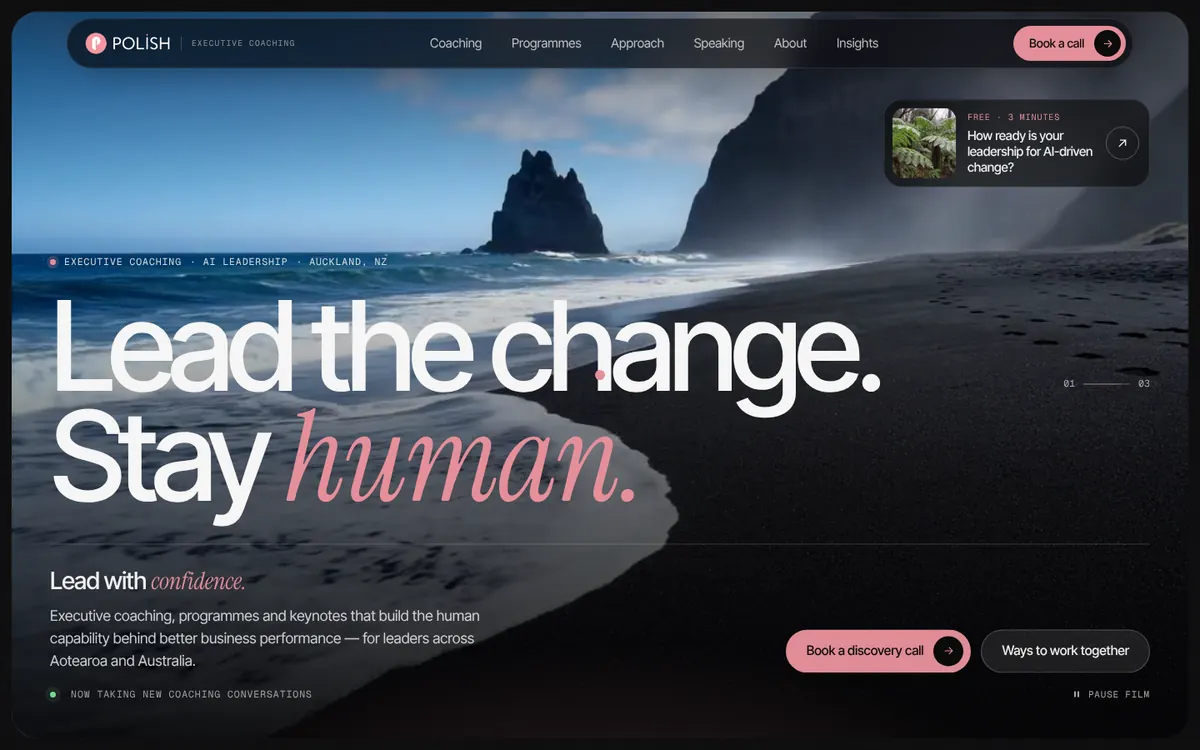 POLISH
EXECUTIVE COACHING
Coaching
Programmes
Approach
Speaking
About
Insights
Book a call
FREE · 3 MINUTES
How ready is your
leadership for AI-driven
change?
EXECUTIVE COACHING · AI LEADERSHIP · AUCKLAND, NZ
Lead the change.
Stay human.
01
03
Lead with confidence.
Executive coaching, programmes and keynotes that build the human
capability behind better business performance — for leaders across
Aotearoa and Australia.
Book a discovery call
Ways to work together
NOW TAKING NEW COACHING CONVERSATIONS
PAUSE FILM